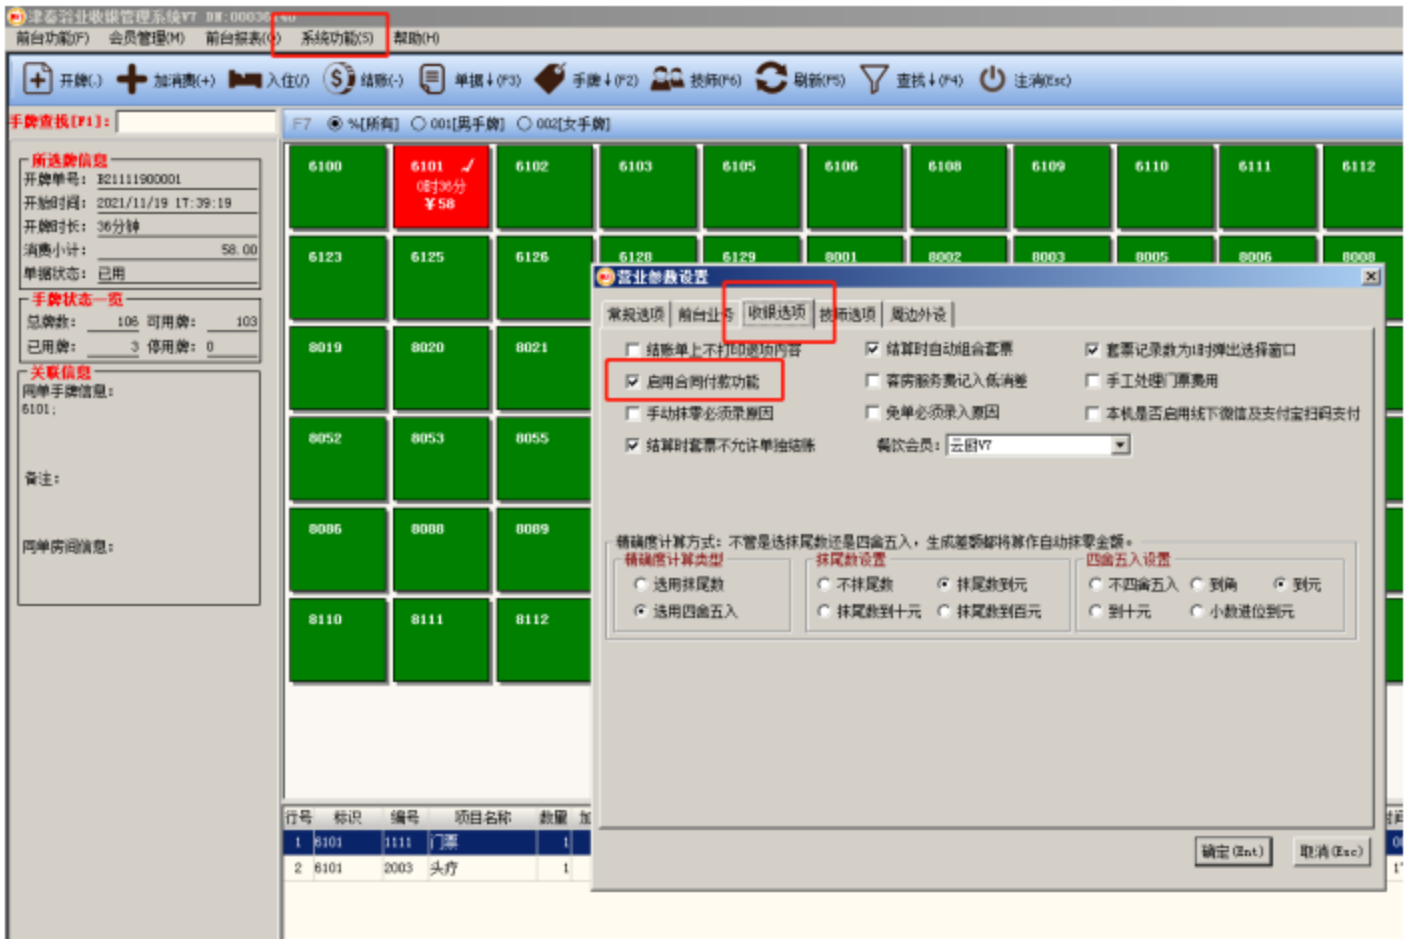 津泰浴业收银管理系统V7 DH:00036140
前台功能(F) 会员管理(M) 前台报表(Q) 系统功能(S) 帮助(H)
开牌(.) 加消费(+) 入住(/) 结账(-) 单据↓(F3) 手牌↓(F2) 技师(F6) 刷新(F5) 查找↓(F4) 注消(Esc)
手牌查找[F1]:
F7 %[所有] 001[男手牌] 002[女手牌]
所选牌信息
开牌单号: B21111900001
开始时间: 2021/11/19 17:39:19
开牌时长: 36分钟
消费小计: 58.00
单据状态: 已用
手牌状态一览
总牌数: 106 可用牌: 103
已用牌: 3 停用牌: 0
关联信息
同单手牌信息:
6101;
备注:
同单房间信息:
6100 6101 6102 6103 6105 6106 6108 6109 6110 6111 6112
0时36分
¥58
6123 6125 6126 6128 6129 8001 8002 8003 8005 8006 8008
8019 8020 8021
8052 8053 8055
8086 8088 8089
8110 8111 8112
营业参数设置
常规选项 前台业务 收银选项 技师选项 周边外设
结账单上不打印退项内容 结算时自动组合套票 套票记录数为1时弹出选择窗口
启用合同付款功能 客房服务费记入低消差 手工处理门票费用
手动抹零必须录原因 免单必须录入原因 本机是否启用线下微信及支付宝扫码支付
结算时套票不允许单独结账 餐饮会员: 云厨V7
精确度计算方式: 不管是选抹尾数还是四舍五入，生成差额都将算作自动抹零金额。
精确度计算类型 抹尾数设置 四舍五入设置
选用抹尾数 不抹尾数 抹尾数到元 不四舍五入 到角 到元
选用四舍五入 抹尾数到十元 抹尾数到百元 到十元 小数进位到元
确定(Ent) 取消(Esc)
行号 标识 编号 项目名称 数量 加
1 6101 1111 门票 1
2 6101 2003 头疗 1